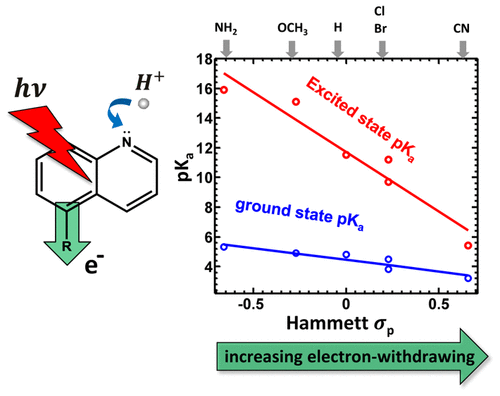 hν
H⁺
N
R
e⁻
NH₂
OCH₃
H
Cl
Br
CN
pKₐ
18
16
14
12
10
8
6
4
Excited state pKₐ
ground state pKₐ
-0.5
0
0.5
Hammett σₚ
increasing electron-withdrawing